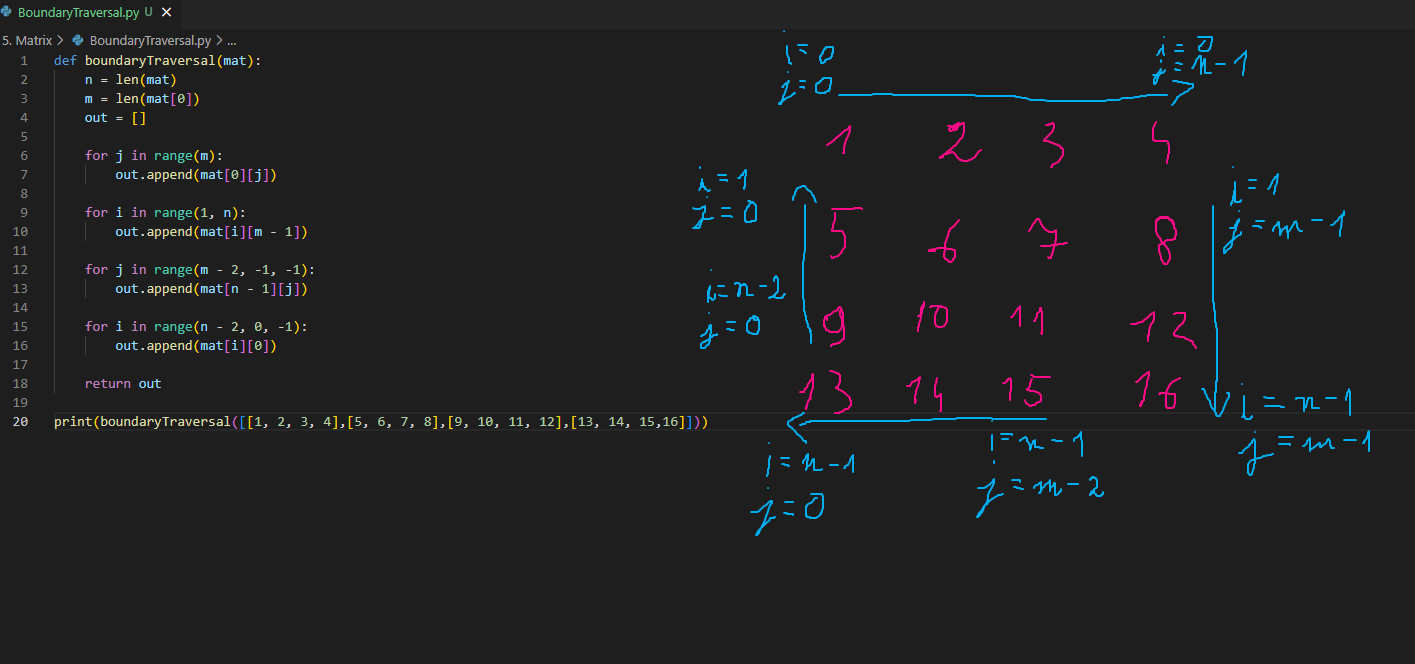 BoundaryTraversal.py U ×
5. Matrix > BoundaryTraversal.py > ...
1 def boundaryTraversal(mat):
2     n = len(mat)
3     m = len(mat[0])
4     out = []
5
6     for j in range(m):
7         out.append(mat[0][j])
8
9     for i in range(1, n):
10         out.append(mat[i][m - 1])
11
12     for j in range(m - 2, -1, -1):
13         out.append(mat[n - 1][j])
14
15     for i in range(n - 2, 0, -1):
16         out.append(mat[i][0])
17
18     return out
19
20 print(boundaryTraversal([[1, 2, 3, 4],[5, 6, 7, 8],[9, 10, 11, 12],[13, 14, 15,16]]))
i = 0
j = 0
i = 0
j = n - 1
1 2 3 4
i = 1
j = 0
i = 1
j = m - 1
5 6 7 8
i = n - 2
j = 0
9 10 11 12
13 14 15 16
i = n - 1
j = m - 1
i = n - 1
j = m - 2
i = n - 1
j = 0